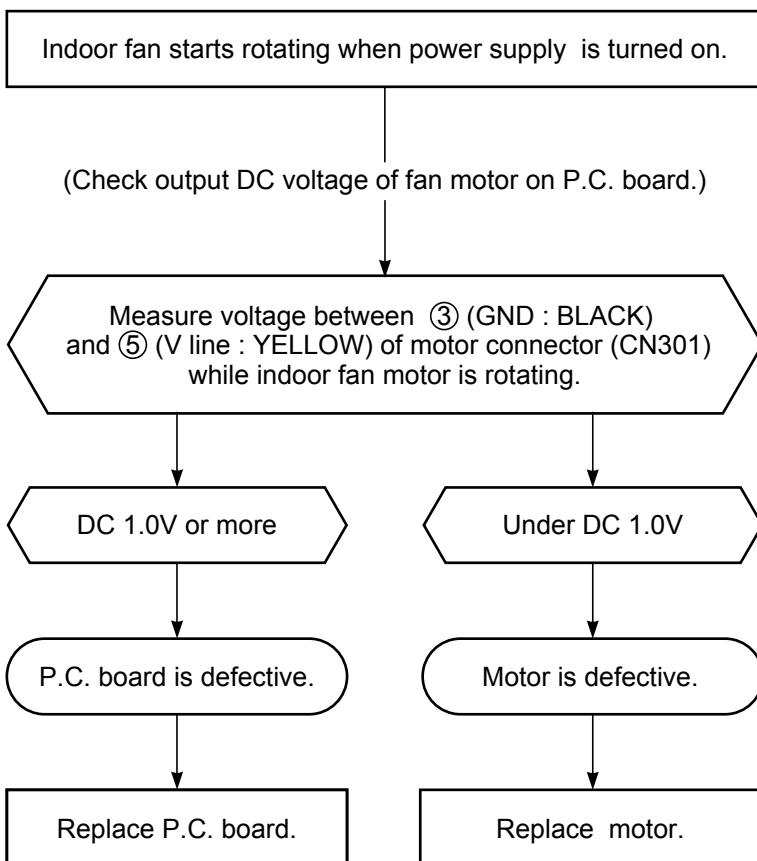 Indoor fan starts rotating when power supply is turned on.
(Check output DC voltage of fan motor on P.C. board.)
Measure voltage between ③ (GND : BLACK)
and ⑤ (V line : YELLOW) of motor connector (CN301)
while indoor fan motor is rotating.
DC 1.0V or more
Under DC 1.0V
P.C. board is defective.
Motor is defective.
Replace P.C. board.
Replace motor.